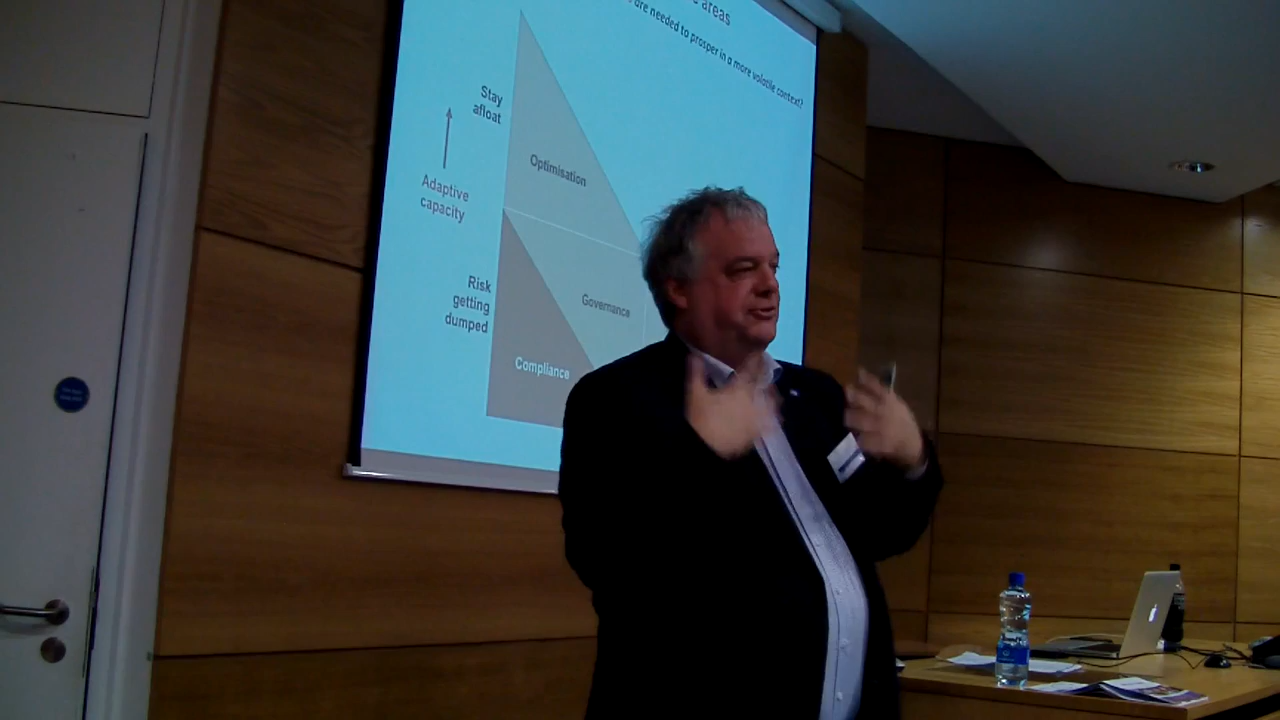 areas
are needed to prosper in a more volatile context?
Stay
afloat
Optimisation
Adaptive
capacity
Risk
getting
dumped
Governance
Compliance